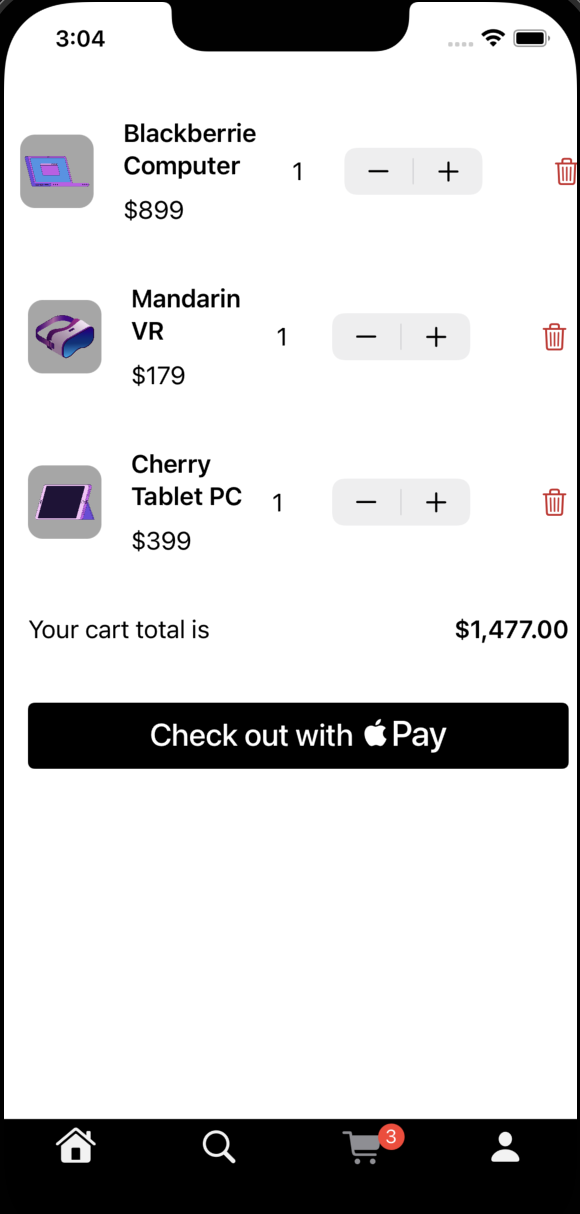 3:04
Blackberrie
Computer
1
$899
Mandarin
VR
1
$179
Cherry
Tablet PC
1
$399
Your cart total is $1,477.00
Check out with Pay
3